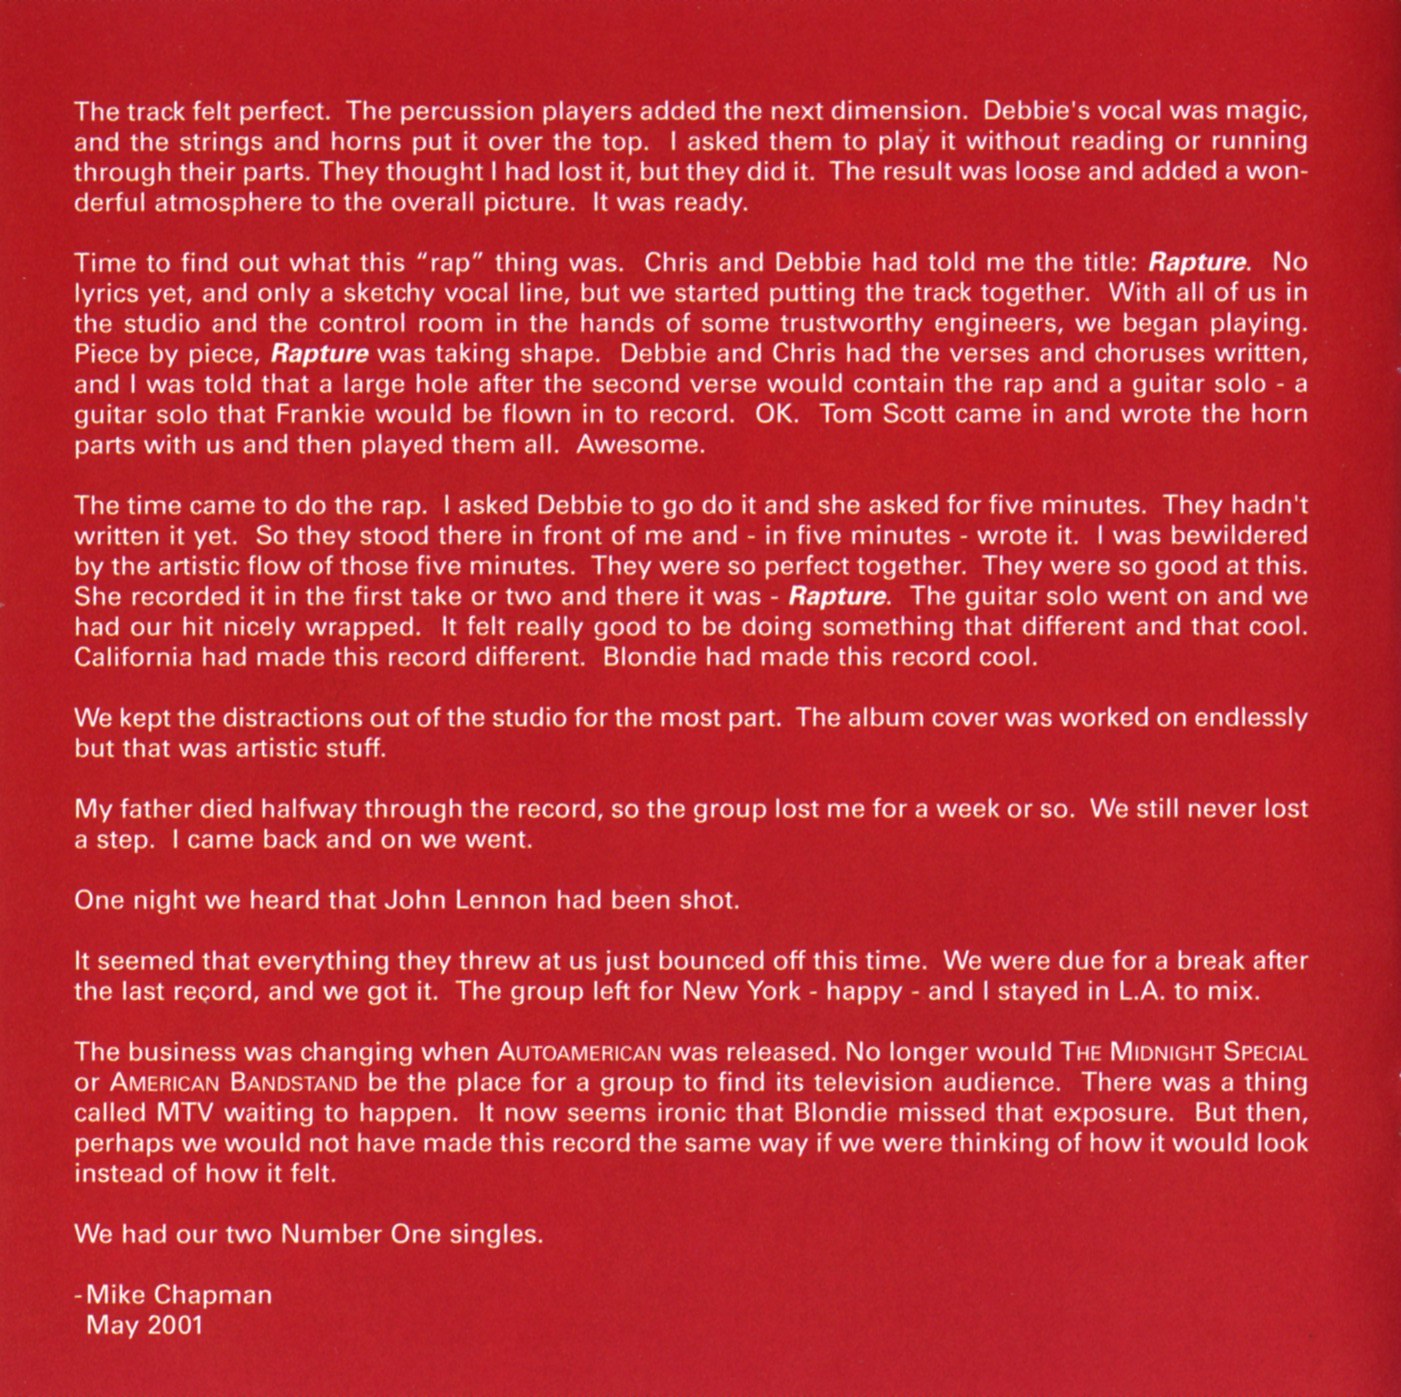 The track felt perfect.  The percussion players added the next dimension.  Debbie's vocal was magic,
and the strings and horns put it over the top.  I asked them to play it without reading or running
through their parts. They thought I had lost it, but they did it.  The result was loose and added a won-
derful atmosphere to the overall picture.  It was ready.

Time to find out what this “rap” thing was.  Chris and Debbie had told me the title: Rapture.  No
lyrics yet, and only a sketchy vocal line, but we started putting the track together.  With all of us in
the studio and the control room in the hands of some trustworthy engineers, we began playing.
Piece by piece, Rapture was taking shape.  Debbie and Chris had the verses and choruses written,
and I was told that a large hole after the second verse would contain the rap and a guitar solo - a
guitar solo that Frankie would be flown in to record.  OK.  Tom Scott came in and wrote the horn
parts with us and then played them all.  Awesome.

The time came to do the rap.  I asked Debbie to go do it and she asked for five minutes.  They hadn't
written it yet.  So they stood there in front of me and - in five minutes - wrote it.  I was bewildered
by the artistic flow of those five minutes.  They were so perfect together.  They were so good at this.
She recorded it in the first take or two and there it was - Rapture.  The guitar solo went on and we
had our hit nicely wrapped.  It felt really good to be doing something that different and that cool.
California had made this record different.  Blondie had made this record cool.

We kept the distractions out of the studio for the most part.  The album cover was worked on endlessly
but that was artistic stuff.

My father died halfway through the record, so the group lost me for a week or so.  We still never lost
a step.  I came back and on we went.

One night we heard that John Lennon had been shot.

It seemed that everything they threw at us just bounced off this time.  We were due for a break after
the last record, and we got it.  The group left for New York - happy - and I stayed in L.A. to mix.

The business was changing when AUTOAMERICAN was released. No longer would THE MIDNIGHT SPECIAL
or AMERICAN BANDSTAND be the place for a group to find its television audience.  There was a thing
called MTV waiting to happen.  It now seems ironic that Blondie missed that exposure.  But then,
perhaps we would not have made this record the same way if we were thinking of how it would look
instead of how it felt.

We had our two Number One singles.

- Mike Chapman
May 2001